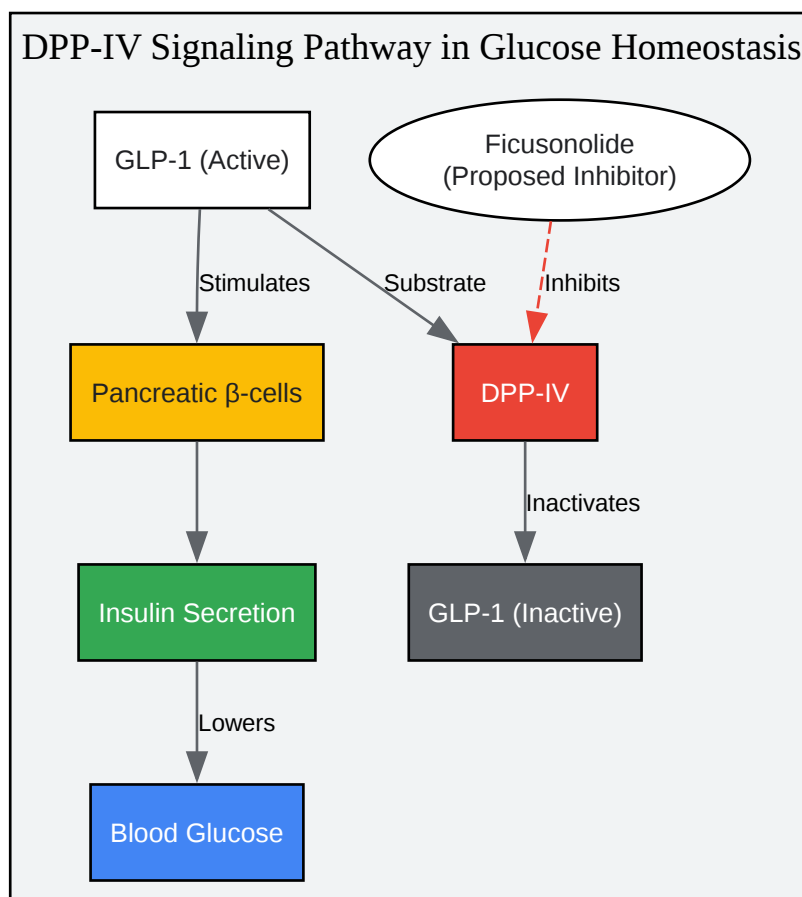 DPP-IV Signaling Pathway in Glucose Homeostasis
GLP-1 (Active)
Ficusonolide
(Proposed Inhibitor)
Stimulates
Substrate
Inhibits
Pancreatic β-cells
DPP-IV
Inactivates
Insulin Secretion
GLP-1 (Inactive)
Lowers
Blood Glucose